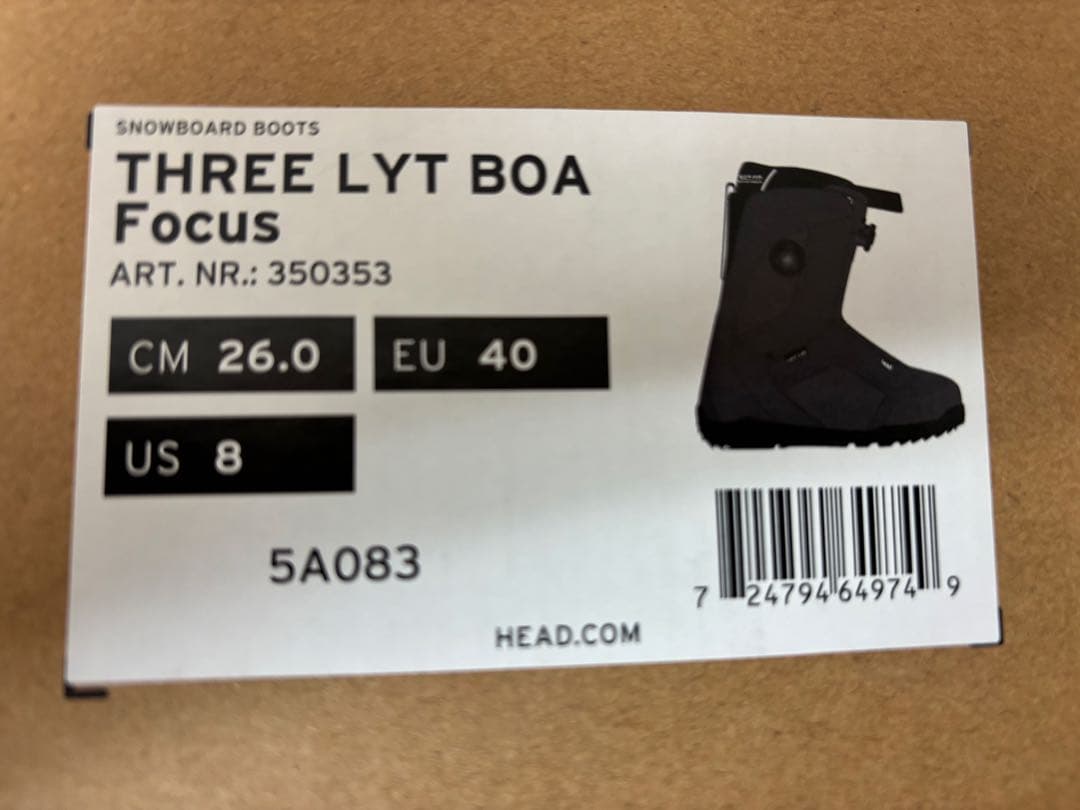 SNOWBOARD BOOTS
THREE LYT BOA
Focus
ART. NR.: 350353
CM 26.0
EU 40
US 8
5A083
7 24794 64974 9
HEAD.COM